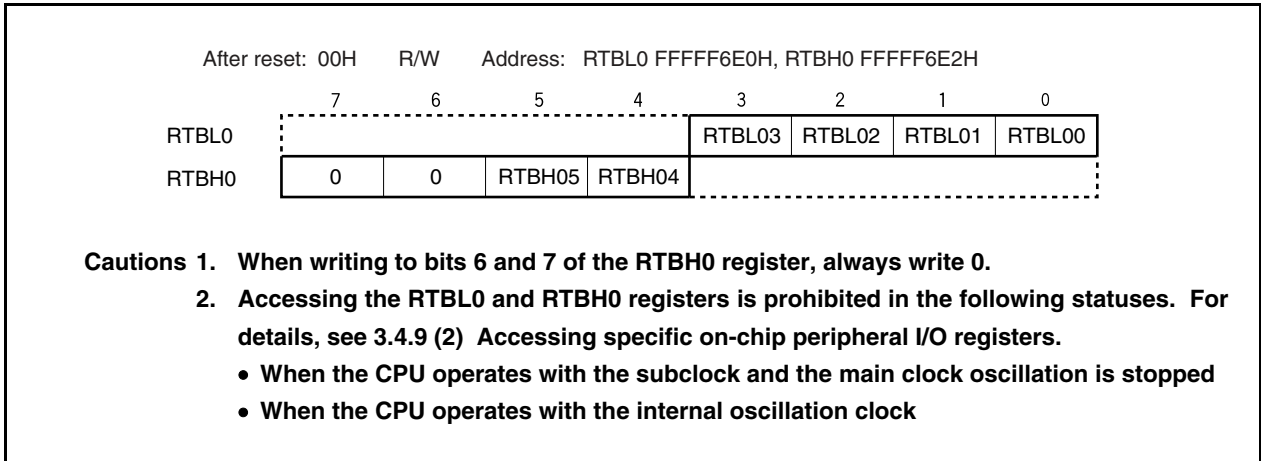 After reset: 00H R/W Address: RTBL0 FFFFF6E0H, RTBH0 FFFFF6E2H
7 6 5 4 3 2 1 0
RTBL0 RTBL03 RTBL02 RTBL01 RTBL00
RTBH0 0 0 RTBH05 RTBH04
Cautions 1. When writing to bits 6 and 7 of the RTBH0 register, always write 0.
2. Accessing the RTBL0 and RTBH0 registers is prohibited in the following statuses. For
details, see 3.4.9 (2) Accessing specific on-chip peripheral I/O registers.
• When the CPU operates with the subclock and the main clock oscillation is stopped
• When the CPU operates with the internal oscillation clock